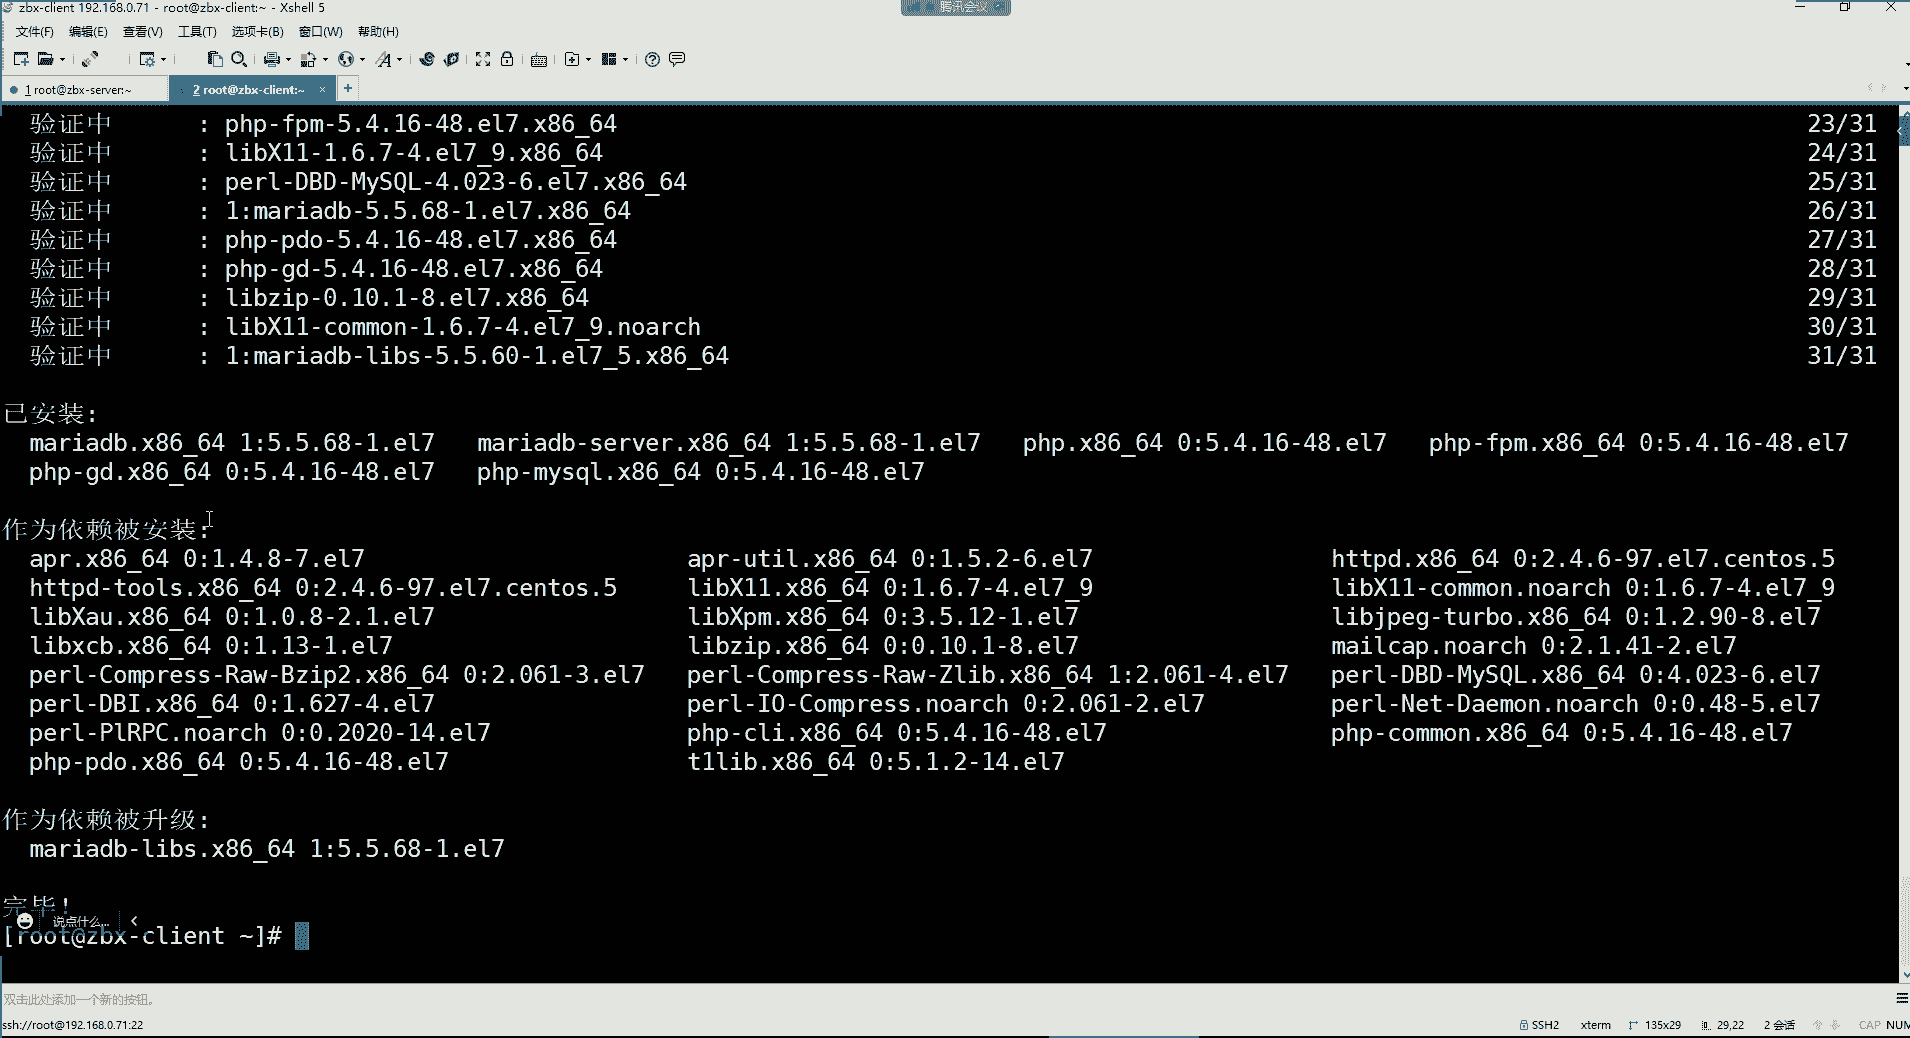 zbx-client 192.168.0.71 - root@zbx-client:~ - Xshell 5
腾讯会议
文件(F) 编辑(E) 查看(V) 工具(T) 选项卡(B) 窗口(W) 帮助(H)
1 root@zbx-server:~ 2 root@zbx-client:~ × +
验证中 : php-fpm-5.4.16-48.el7.x86_64 23/31
验证中 : libX11-1.6.7-4.el7_9.x86_64 24/31
验证中 : perl-DBD-MySQL-4.023-6.el7.x86_64 25/31
验证中 : 1:mariadb-5.5.68-1.el7.x86_64 26/31
验证中 : php-pdo-5.4.16-48.el7.x86_64 27/31
验证中 : php-gd-5.4.16-48.el7.x86_64 28/31
验证中 : libzip-0.10.1-8.el7.x86_64 29/31
验证中 : libX11-common-1.6.7-4.el7_9.noarch 30/31
验证中 : 1:mariadb-libs-5.5.60-1.el7_5.x86_64 31/31
已安装:
mariadb.x86_64 1:5.5.68-1.el7 mariadb-server.x86_64 1:5.5.68-1.el7 php.x86_64 0:5.4.16-48.el7 php-fpm.x86_64 0:5.4.16-48.el7
php-gd.x86_64 0:5.4.16-48.el7 php-mysql.x86_64 0:5.4.16-48.el7
作为依赖被安装:
apr.x86_64 0:1.4.8-7.el7 apr-util.x86_64 0:1.5.2-6.el7 httpd.x86_64 0:2.4.6-97.el7.centos.5
httpd-tools.x86_64 0:2.4.6-97.el7.centos.5 libX11.x86_64 0:1.6.7-4.el7_9 libX11-common.noarch 0:1.6.7-4.el7_9
libXau.x86_64 0:1.0.8-2.1.el7 libXpm.x86_64 0:3.5.12-1.el7 libjpeg-turbo.x86_64 0:1.2.90-8.el7
libxcb.x86_64 0:1.13-1.el7 libzip.x86_64 0:0.10.1-8.el7 mailcap.noarch 0:2.1.41-2.el7
perl-Compress-Raw-Bzip2.x86_64 0:2.061-3.el7 perl-Compress-Raw-Zlib.x86_64 1:2.061-4.el7 perl-DBD-MySQL.x86_64 0:4.023-6.el7
perl-DBI.x86_64 0:1.627-4.el7 perl-IO-Compress.noarch 0:2.061-2.el7 perl-Net-Daemon.noarch 0:0.48-5.el7
perl-PlRPC.noarch 0:0.2020-14.el7 php-cli.x86_64 0:5.4.16-48.el7 php-common.x86_64 0:5.4.16-48.el7
php-pdo.x86_64 0:5.4.16-48.el7 t1lib.x86_64 0:5.1.2-14.el7
作为依赖被升级:
mariadb-libs.x86_64 1:5.5.68-1.el7
完毕!
说点什么...
[root@zbx-client ~]#
双击此处添加一个新的按钮。
ssh://root@192.168.0.71:22 SSH2 xterm 135x29 29,22 2 会话 CAP NUM